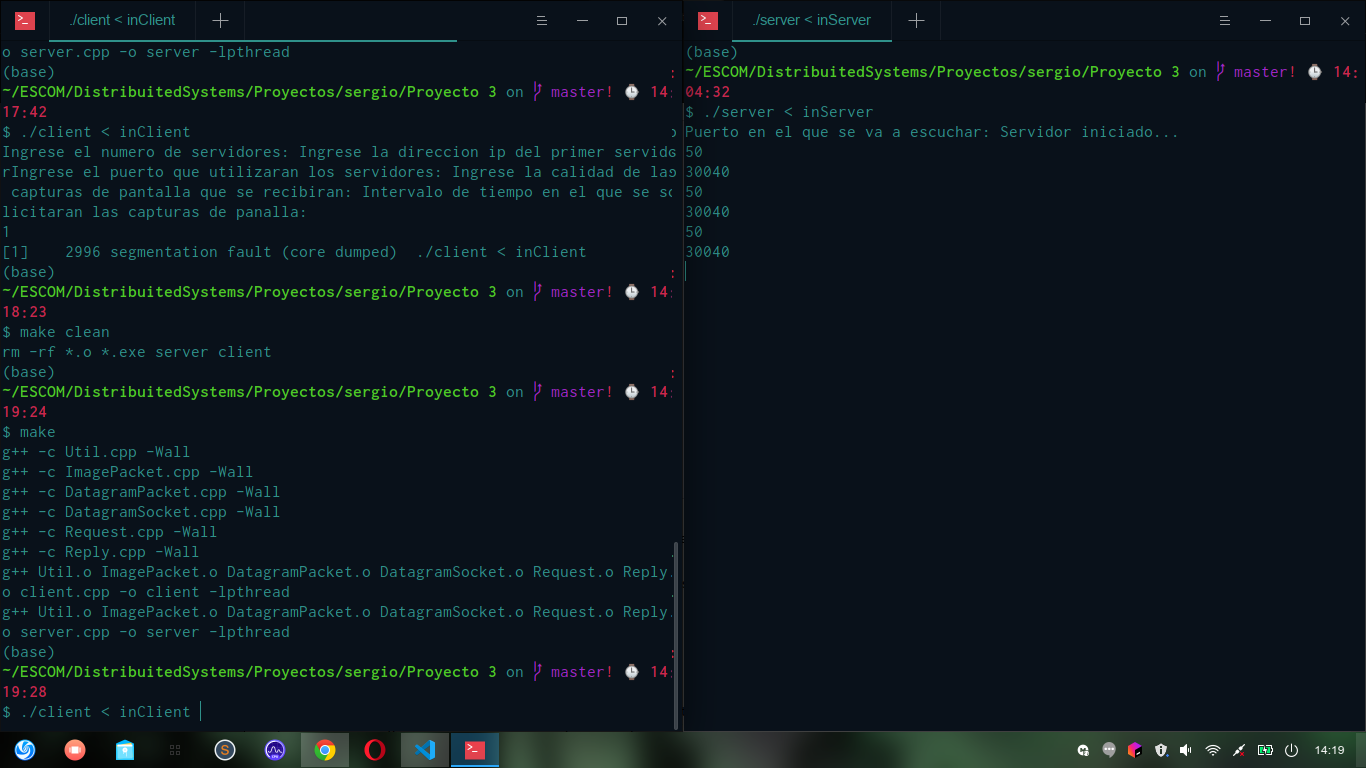 ./client < inClient
o server.cpp -o server -lpthread
(base)
~/ESCOM/DistribuitedSystems/Proyectos/sergio/Proyecto 3 on master! 14:
17:42
$ ./client < inClient
Ingrese el numero de servidores: Ingrese la direccion ip del primer servido
rIngrese el puerto que utilizaran los servidores: Ingrese la calidad de las
capturas de pantalla que se recibiran: Intervalo de tiempo en el que se so
licitaran las capturas de panalla:
1
[1] 2996 segmentation fault (core dumped) ./client < inClient
(base)
~/ESCOM/DistribuitedSystems/Proyectos/sergio/Proyecto 3 on master! 14:
18:23
$ make clean
rm -rf *.o *.exe server client
(base)
~/ESCOM/DistribuitedSystems/Proyectos/sergio/Proyecto 3 on master! 14:
19:24
$ make
g++ -c Util.cpp -Wall
g++ -c ImagePacket.cpp -Wall
g++ -c DatagramPacket.cpp -Wall
g++ -c DatagramSocket.cpp -Wall
g++ -c Request.cpp -Wall
g++ -c Reply.cpp -Wall
g++ Util.o ImagePacket.o DatagramPacket.o DatagramSocket.o Request.o Reply.
o client.cpp -o client -lpthread
g++ Util.o ImagePacket.o DatagramPacket.o DatagramSocket.o Request.o Reply.
o server.cpp -o server -lpthread
(base)
~/ESCOM/DistribuitedSystems/Proyectos/sergio/Proyecto 3 on master! 14:
19:28
$ ./client < inClient
./server < inServer
(base)
~/ESCOM/DistribuitedSystems/Proyectos/sergio/Proyecto 3 on master! 14:
04:32
$ ./server < inServer
Puerto en el que se va a escuchar: Servidor iniciado...
50
30040
50
30040
50
30040
14:19